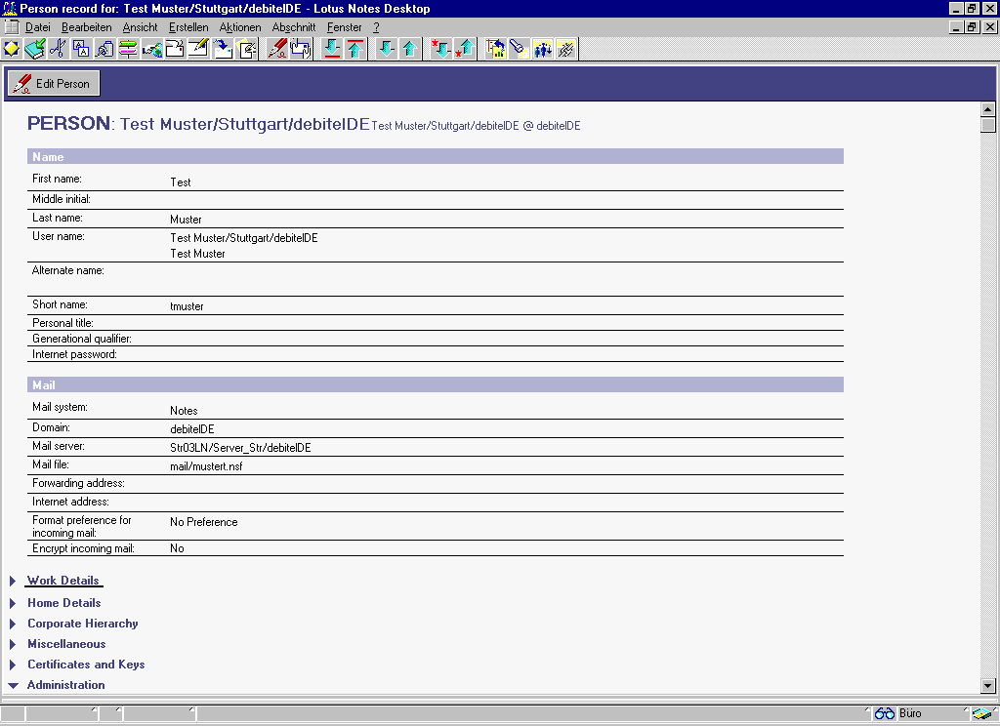 Person record for: Test Muster/Stuttgart/debitelDE - Lotus Notes Desktop
Datei Bearbeiten Ansicht Erstellen Aktionen Abschnitt Fenster ?
Edit Person
PERSON: Test Muster/Stuttgart/debitelDE Test Muster/Stuttgart/debitelDE @ debitelDE
Name
First name: Test
Middle initial:
Last name: Muster
User name: Test Muster/Stuttgart/debitelDE
Test Muster
Alternate name:
Short name: tmuster
Personal title:
Generational qualifier:
Internet password:
Mail
Mail system: Notes
Domain: debitelDE
Mail server: Str03LN/Server_Str/debitelDE
Mail file: mail/mustert.nsf
Forwarding address:
Internet address:
Format preference for No Preference
incoming mail:
Encrypt incoming mail: No
Work Details
Home Details
Corporate Hierarchy
Miscellaneous
Certificates and Keys
Administration
Büro